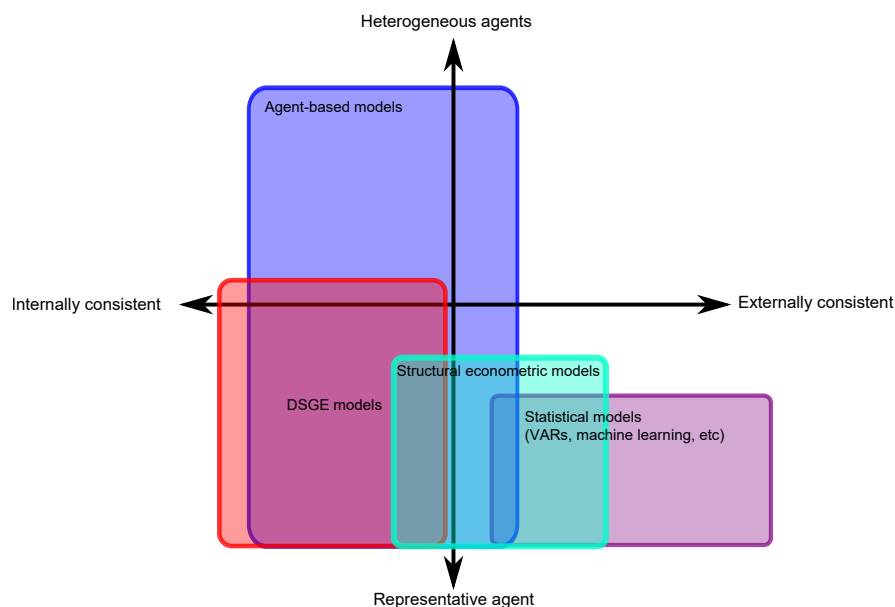 Heterogeneous agents
Agent-based models
Internally consistent
Externally consistent
Structural econometric models
DSGE models
Statistical models
(VARs, machine learning, etc)
Representative agent